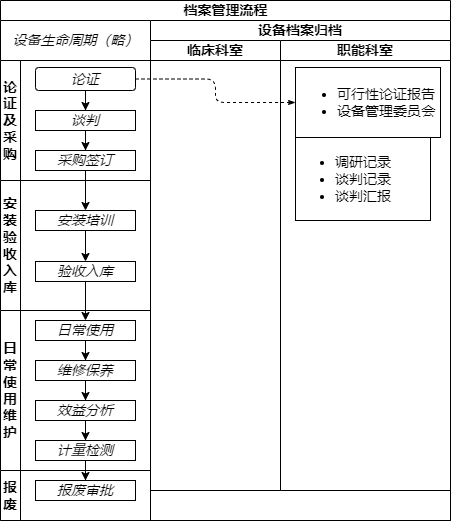 档案管理流程
设备生命周期（略）
设备档案归档
临床科室
职能科室
论证及采购
论证
谈判
采购签订
• 可行性论证报告
• 设备管理委员会
• 调研记录
• 谈判记录
• 谈判汇报
安装验收入库
安装培训
验收入库
日常使用维护
日常使用
维修保养
效益分析
计量检测
报废
报废审批